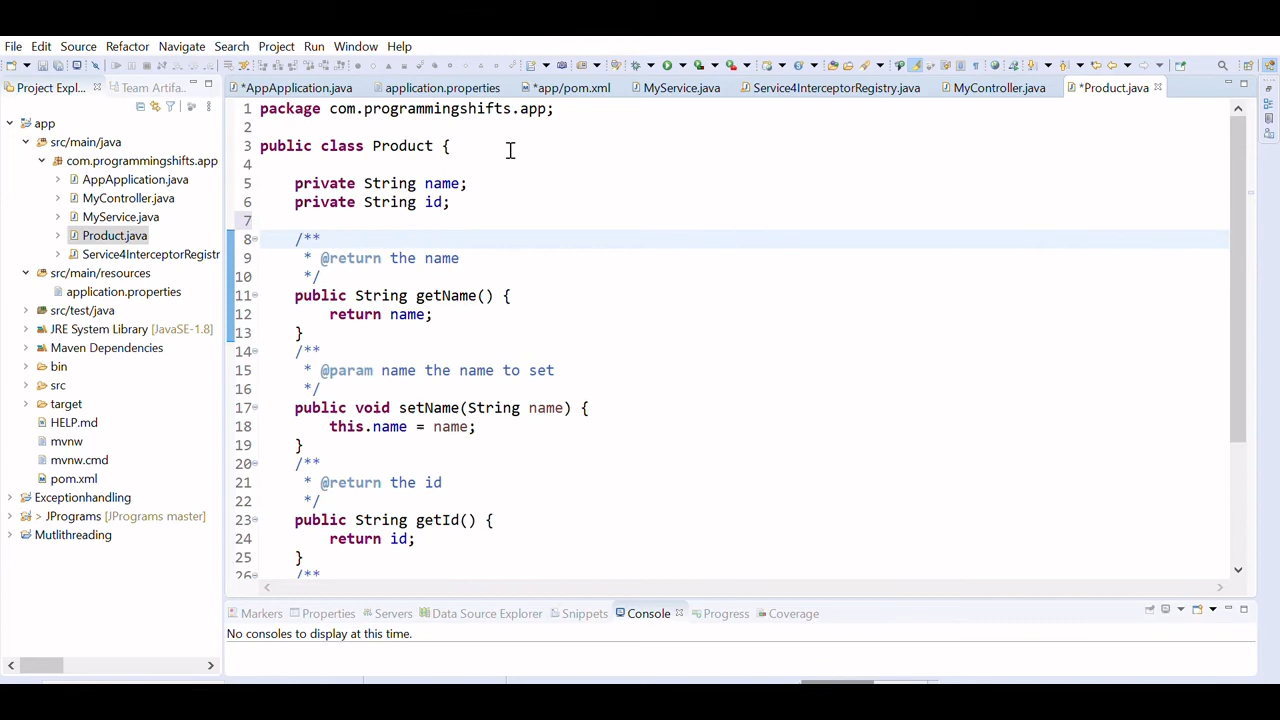 File Edit Source Refactor Navigate Search Project Run Window Help
Project Expl... Team Artifa...
*AppApplication.java application.properties *app/pom.xml MyService.java Service4InterceptorRegistry.java MyController.java *Product.java
app
src/main/java
com.programmingshifts.app
AppApplication.java
MyController.java
MyService.java
Product.java
Service4InterceptorRegistr
src/main/resources
application.properties
src/test/java
JRE System Library [JavaSE-1.8]
Maven Dependencies
bin
src
target
HELP.md
mvnw
mvnw.cmd
pom.xml
Exceptionhandling
> JPrograms [JPrograms master]
Mutlithreading
1 package com.programmingshifts.app;
2
3 public class Product {
4
5 private String name;
6 private String id;
7
8 /**
9 * @return the name
10 */
11 public String getName() {
12 return name;
13 }
14 /**
15 * @param name the name to set
16 */
17 public void setName(String name) {
18 this.name = name;
19 }
20 /**
21 * @return the id
22 */
23 public String getId() {
24 return id;
25 }
26 /**
Markers Properties Servers Data Source Explorer Snippets Console Progress Coverage
No consoles to display at this time.